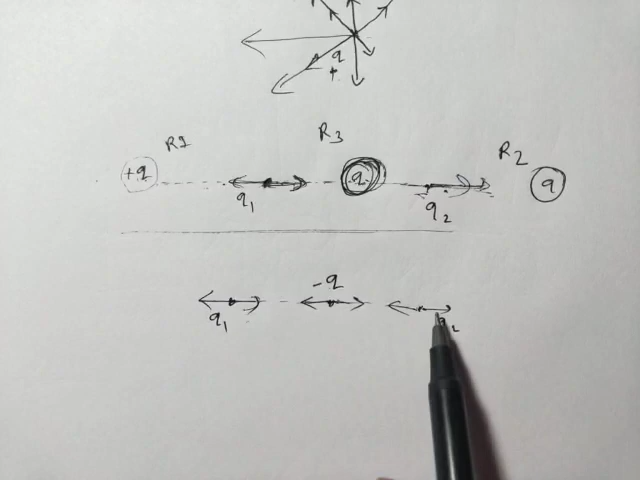 q
+
R1 R3 R2
+q q q
q1 q2
-q
q1 q2